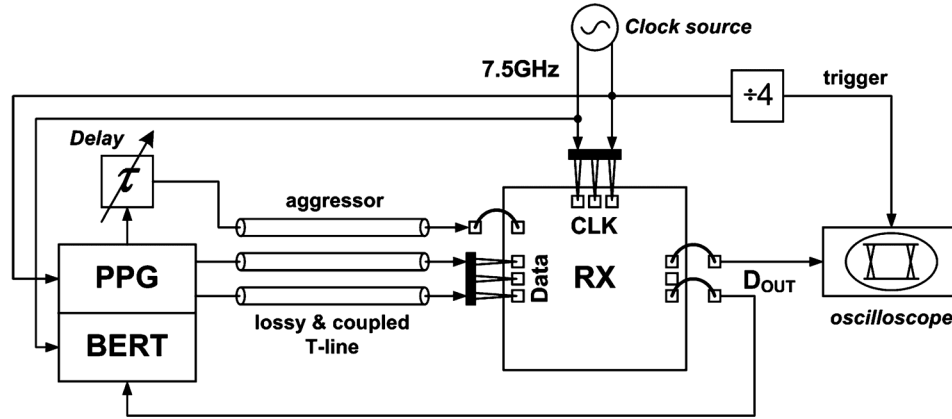 Clock source
7.5GHz
÷4
trigger
Delay
τ
aggressor
CLK
PPG
Data
RX
DOUT
lossy & coupled
T-line
BERT
oscilloscope